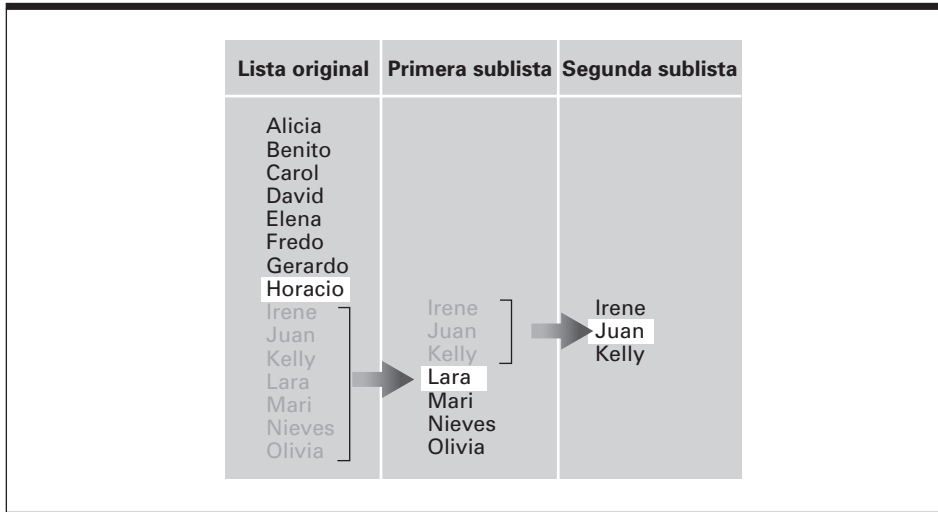 Lista original
Primera sublista
Segunda sublista
Alicia
Benito
Carol
David
Elena
Fredo
Gerardo
Horacio
Irene
Juan
Kelly
Lara
Mari
Nieves
Olivia
Irene
Juan
Kelly
Lara
Mari
Nieves
Olivia
Irene
Juan
Kelly